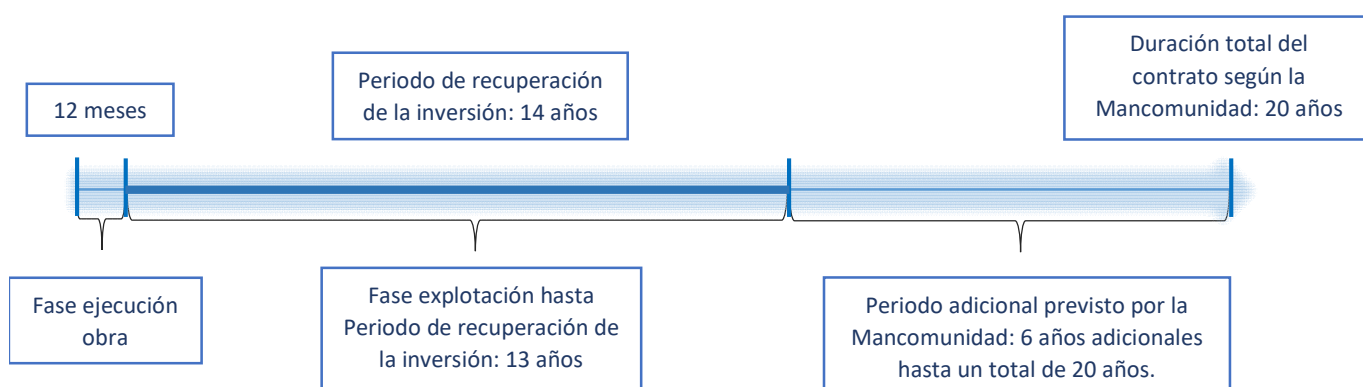 12 meses
Periodo de recuperación
de la inversión: 14 años
Duración total del
contrato según la
Mancomunidad: 20 años
Fase ejecución
obra
Fase explotación hasta
Periodo de recuperación de
la inversión: 13 años
Periodo adicional previsto por la
Mancomunidad: 6 años adicionales
hasta un total de 20 años.